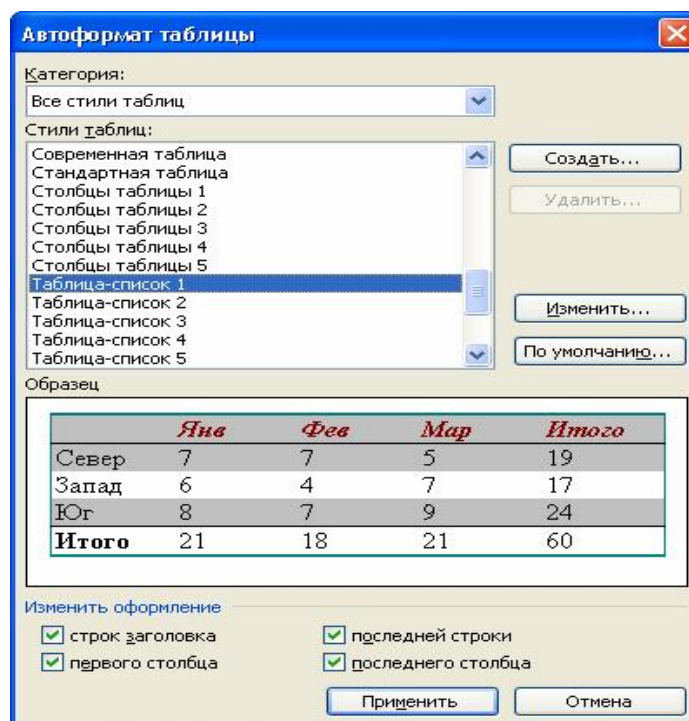 Автоформат таблицы
Категория:
Все стили таблиц
Стили таблиц:
Современная таблица
Стандартная таблица
Столбцы таблицы 1
Столбцы таблицы 2
Столбцы таблицы 3
Столбцы таблицы 4
Столбцы таблицы 5
Таблица-список 1
Таблица-список 2
Таблица-список 3
Таблица-список 4
Таблица-список 5
Создать...
Удалить...
Изменить...
По умолчанию...
Образец
Янв Фев Мар Итого
Север 7 7 5 19
Запад 6 4 7 17
Юг 8 7 9 24
Итого 21 18 21 60
Изменить оформление
строк заголовка последней строки
первого столбца последнего столбца
Применить Отмена